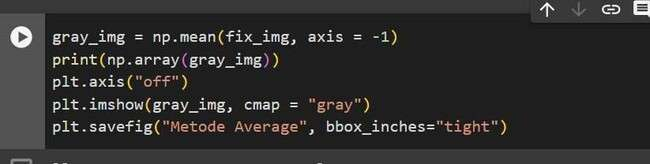 gray_img = np.mean(fix_img, axis = -1)
print(np.array(gray_img))
plt.axis("off")
plt.imshow(gray_img, cmap = "gray")
plt.savefig("Metode Average", bbox_inches="tight")